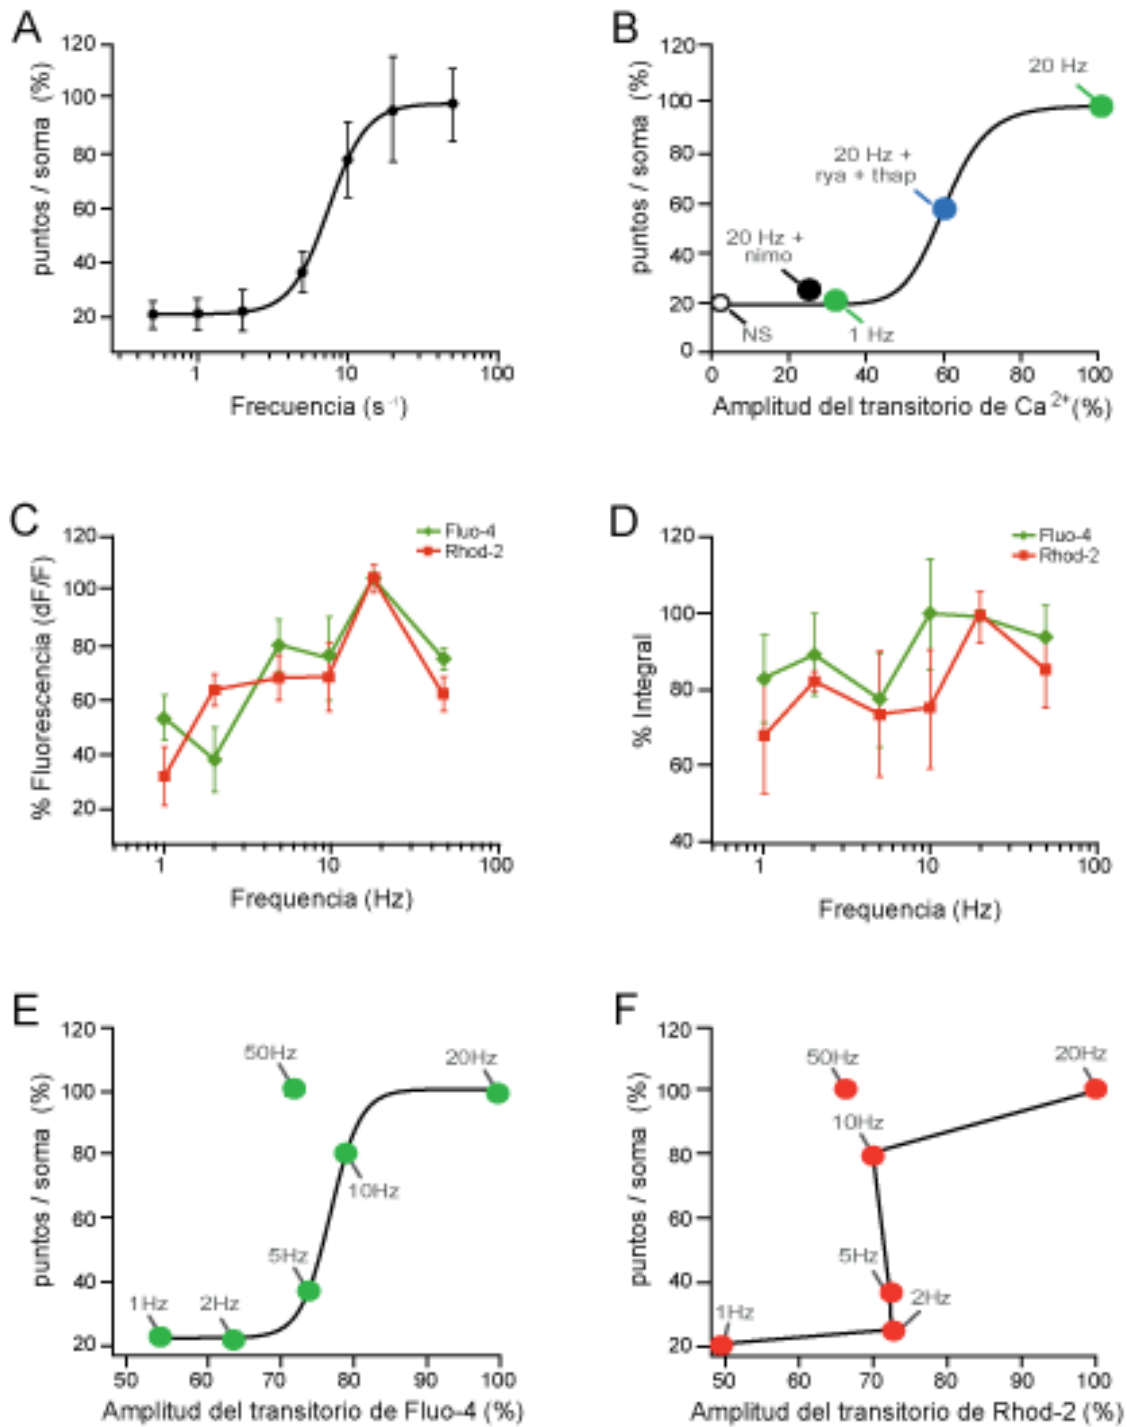 A
120
100
80
60
40
20
puntos / soma (%)
1
10
100
Frecuencia (s⁻¹)
B
120
100
80
60
40
20
0
puntos / soma (%)
20 Hz
20 Hz +
rya + thap
20 Hz +
nimo
NS
1 Hz
0
20
40
60
80
100
Amplitud del transitorio de Ca²⁺(%)
C
120
100
80
60
40
20
% Fluorescencia (dF/F)
Fluo-4
Rhod-2
1
10
100
Frequencia (Hz)
D
120
100
80
60
40
% Integral
Fluo-4
Rhod-2
1
10
100
Frequencia (Hz)
E
120
100
80
60
40
20
puntos / soma (%)
50Hz
20Hz
10Hz
5Hz
1Hz
2Hz
50
60
70
80
90
100
Amplitud del transitorio de Fluo-4 (%)
F
120
100
80
60
40
20
puntos / soma (%)
50Hz
20Hz
10Hz
5Hz
2Hz
1Hz
50
60
70
80
90
100
Amplitud del transitorio de Rhod-2 (%)